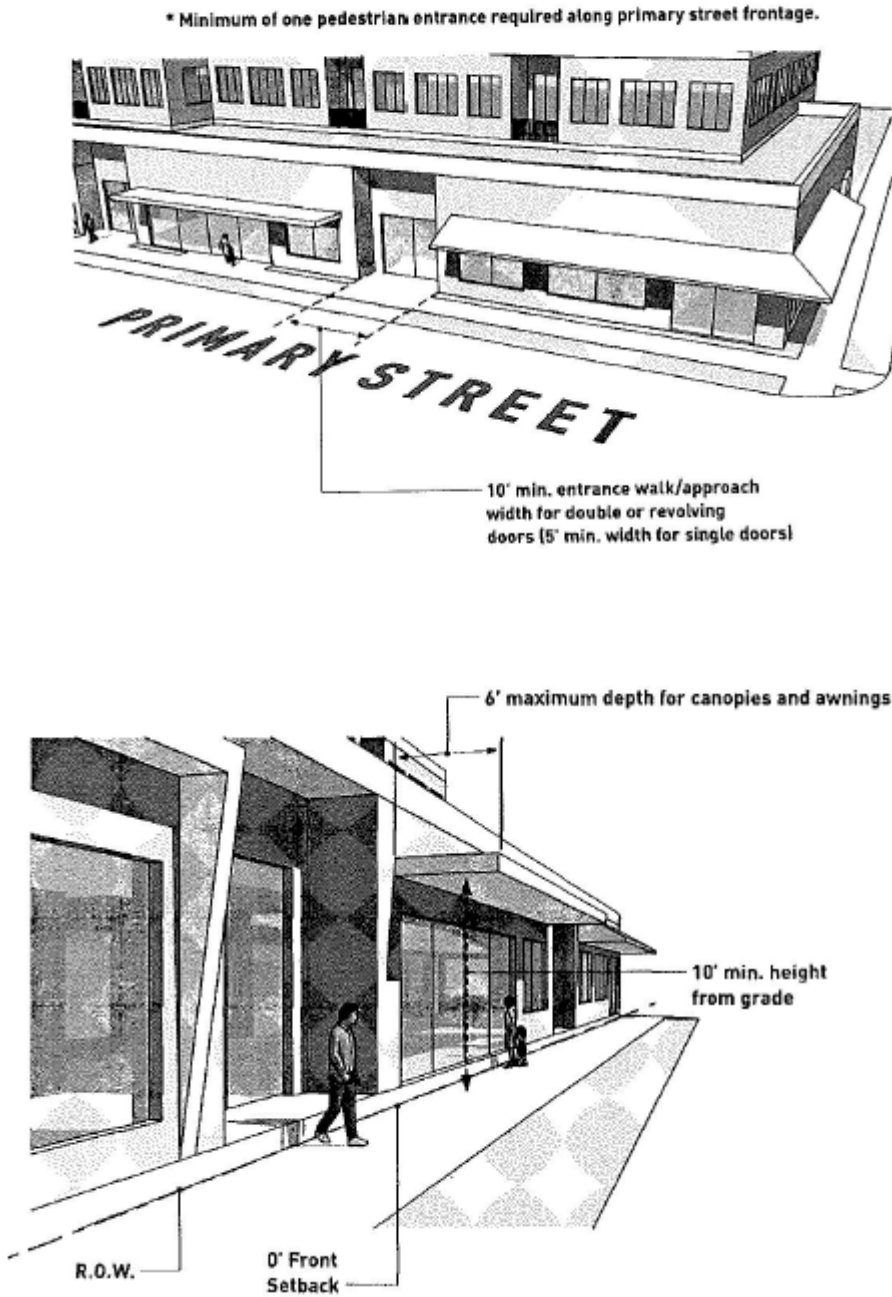 * Minimum of one pedestrian entrance required along primary street frontage.
PRIMARY STREET
10' min. entrance walk/approach
width for double or revolving
doors (5' min. width for single doors)
6' maximum depth for canopies and awnings
10' min. height
from grade
R.O.W.
0' Front
Setback